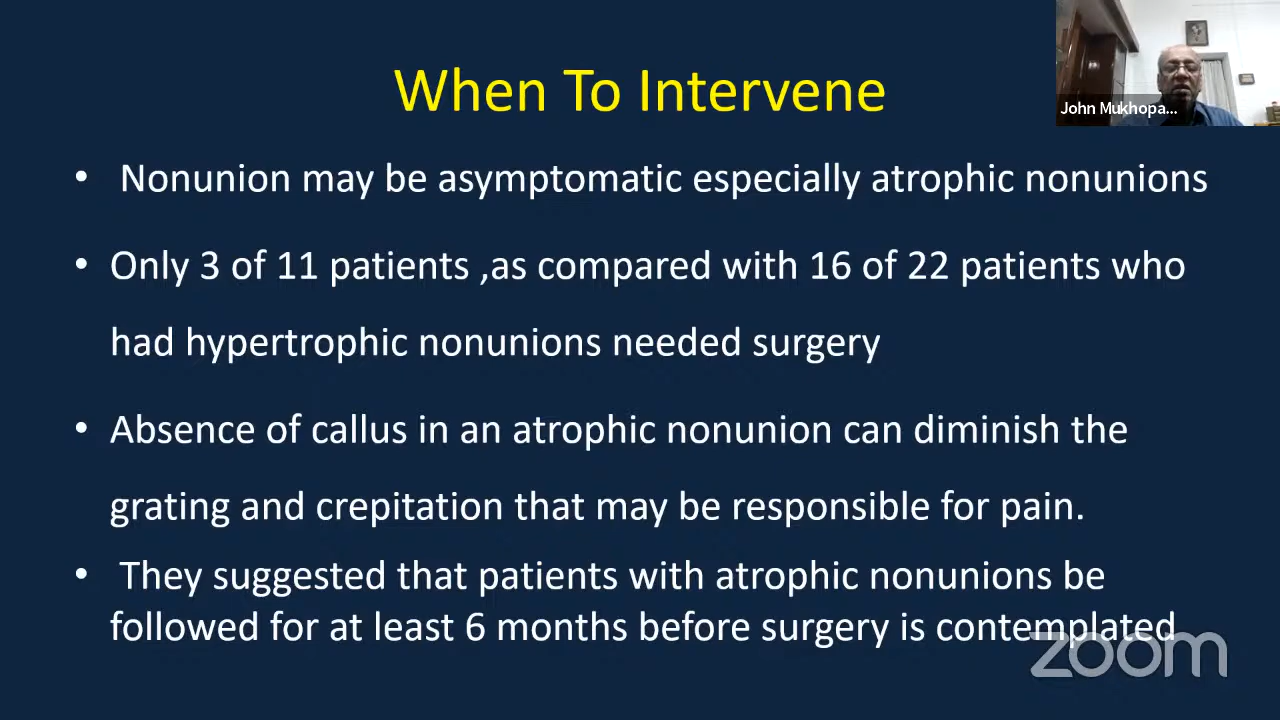 When To Intervene
John Mukhopa...
• Nonunion may be asymptomatic especially atrophic nonunions
• Only 3 of 11 patients ,as compared with 16 of 22 patients who
had hypertrophic nonunions needed surgery
• Absence of callus in an atrophic nonunion can diminish the
grating and crepitation that may be responsible for pain.
• They suggested that patients with atrophic nonunions be
followed for at least 6 months before surgery is contemplated
zoom